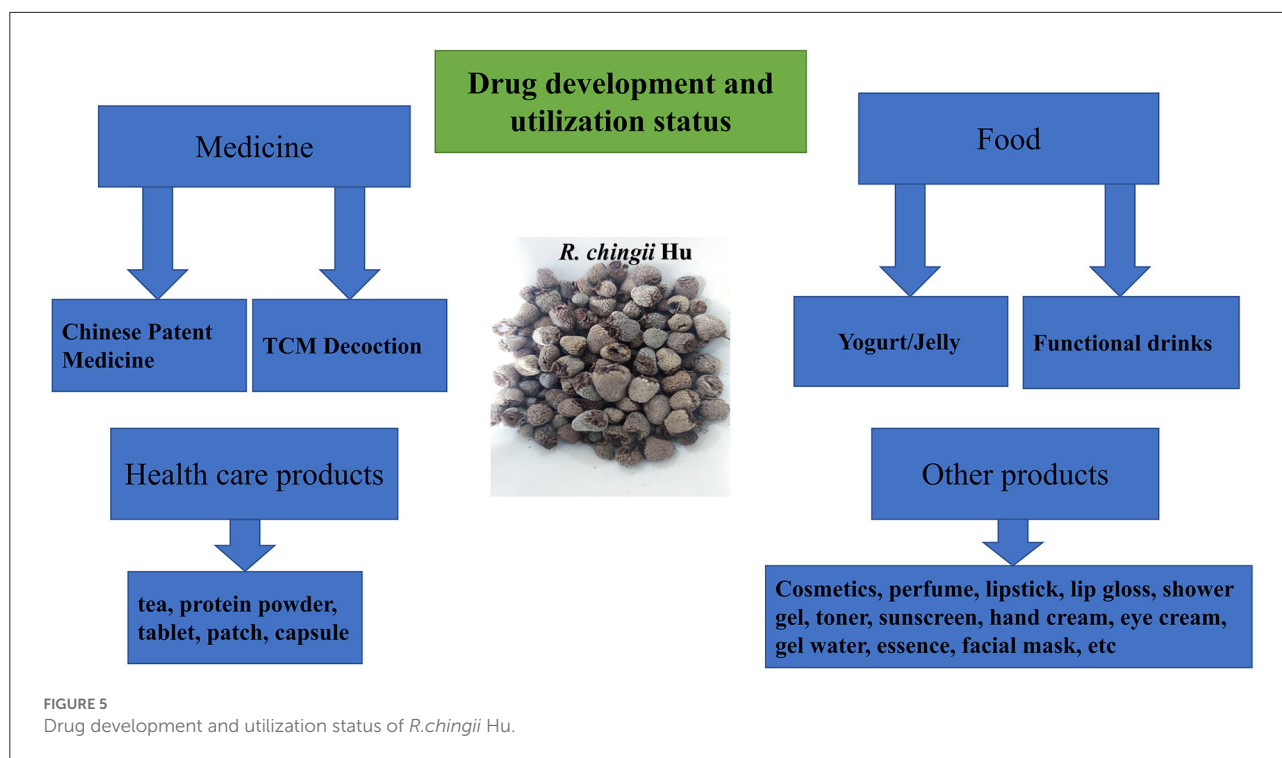 Drug development and
utilization status
Medicine
Chinese Patent
Medicine
TCM Decoction
Health care products
tea, protein powder,
tablet, patch, capsule
R. chingii Hu
Food
Yogurt/Jelly
Functional drinks
Other products
Cosmetics, perfume, lipstick, lip gloss, shower
gel, toner, sunscreen, hand cream, eye cream,
gel water, essence, facial mask, etc
FIGURE 5
Drug development and utilization status of R.chingii Hu.